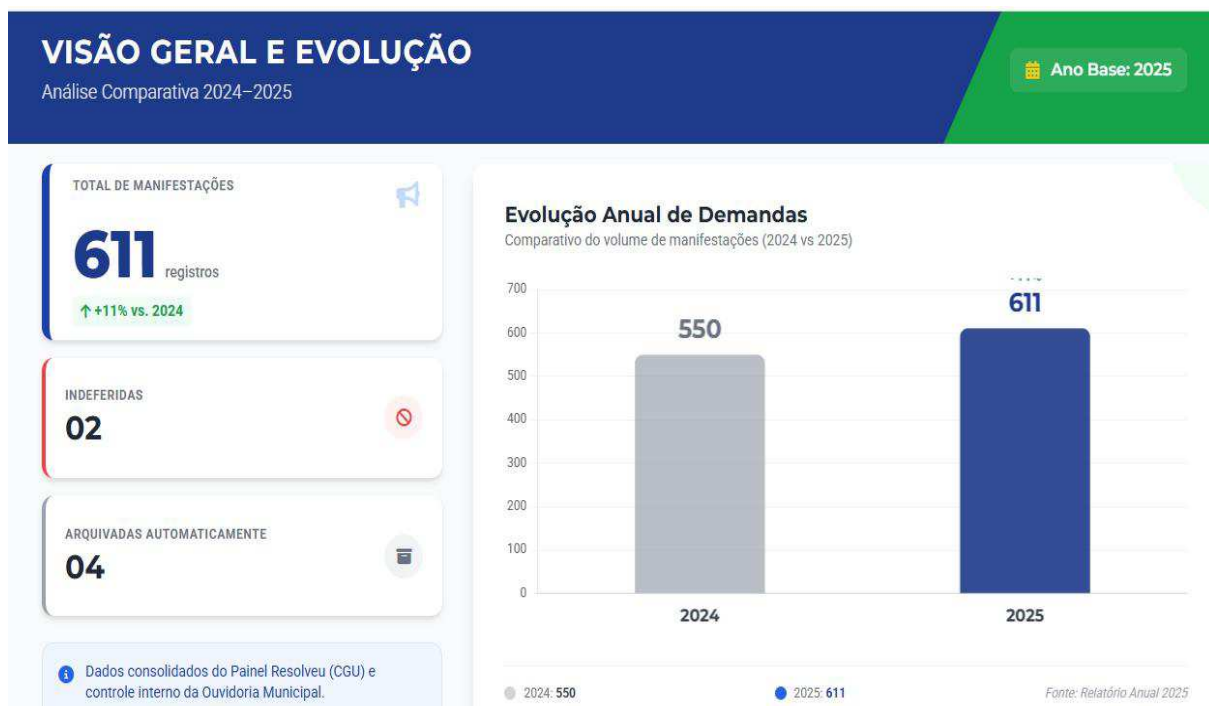 VISÃO GERAL E EVOLUÇÃO
Análise Comparativa 2024–2025
Ano Base: 2025
TOTAL DE MANIFESTAÇÕES
611 registros
+11% vs. 2024
INDEFERIDAS
02
ARQUIVADAS AUTOMATICAMENTE
04
Dados consolidados do Painel Resolveu (CGU) e
controle interno da Ouvidoria Municipal.
Evolução Anual de Demandas
Comparativo do volume de manifestações (2024 vs 2025)
700
600
500
400
300
200
100
0
550
611
2024
2025
2024: 550
2025: 611
Fonte: Relatório Anual 2025